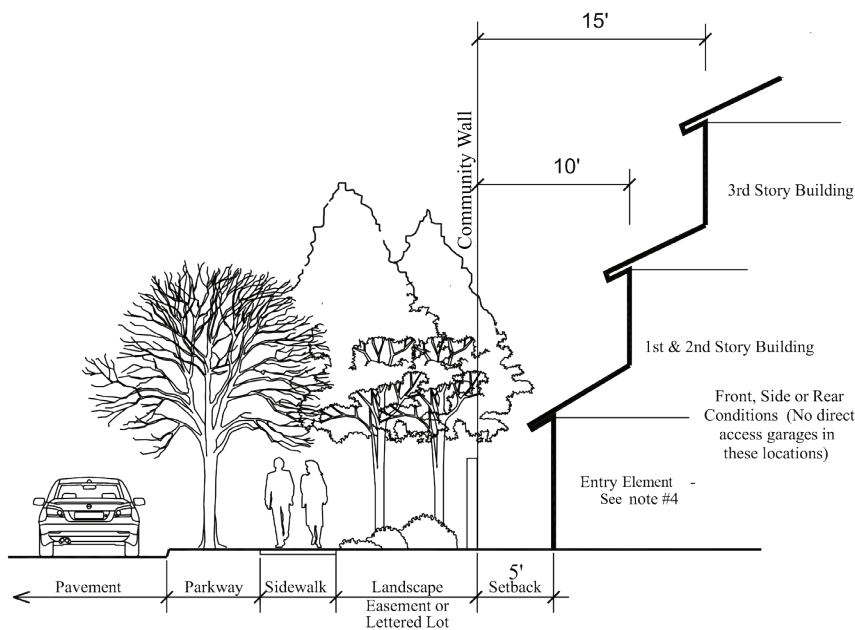 15'
Community Wall
10'
3rd Story Building
1st & 2nd Story Building
Front, Side or Rear
Conditions (No direct
access garages in
these locations)
Entry Element -
See note #4
5'
Pavement
Parkway
Sidewalk
Landscape
Setback
Easement or
Lettered Lot